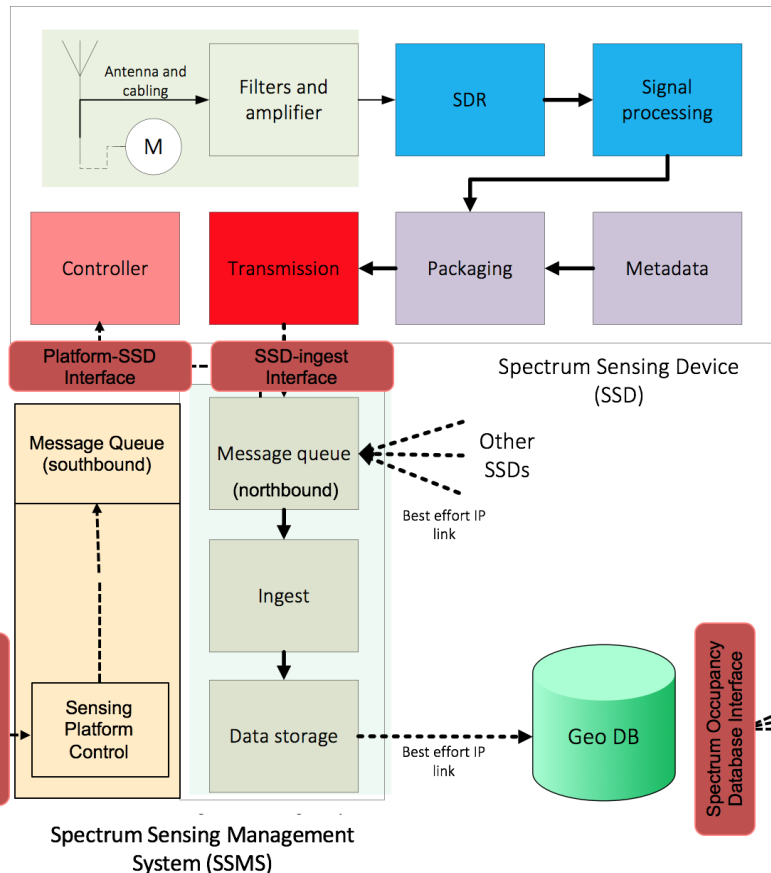 Antenna and
cabling
Filters and
amplifier
SDR
Signal
processing
M
Controller
Transmission
Packaging
Metadata
Platform-SSD
Interface
SSD-ingest
Interface
Spectrum Sensing Device
(SSD)
Message Queue
(southbound)
Message queue
(northbound)
Other
SSDs
Best effort IP
link
Ingest
Sensing
Platform
Control
Data storage
Best effort IP
link
Geo DB
Spectrum Occupancy
Database Interface
Spectrum Sensing Management
System (SSMS)